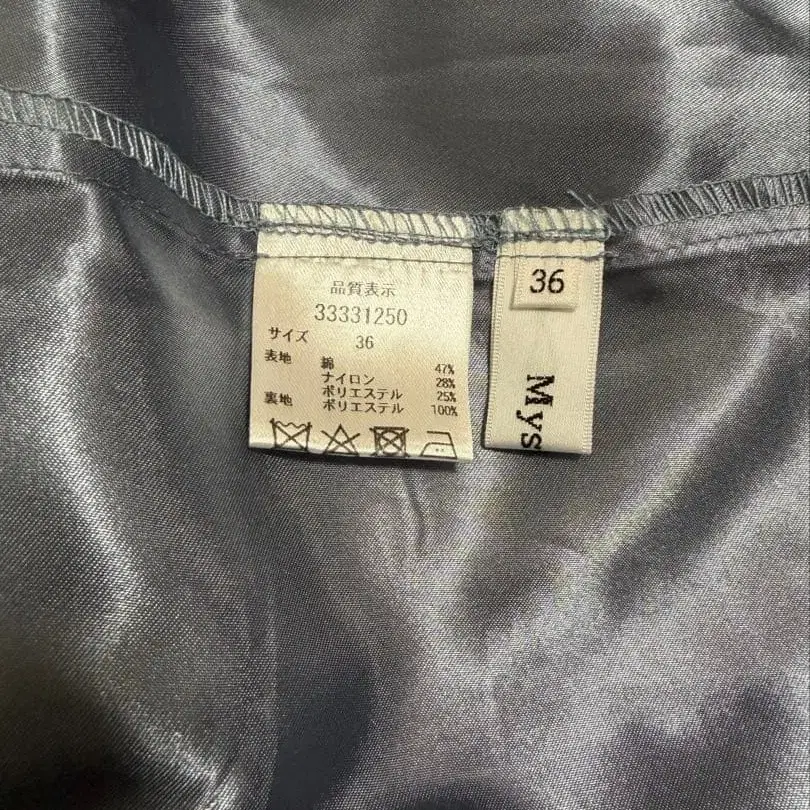 品質表示
33331250
サイズ 36
表地 綿 47%
ナイロン 28%
ポリエステル 25%
裏地 ポリエステル 100%
36
Mys